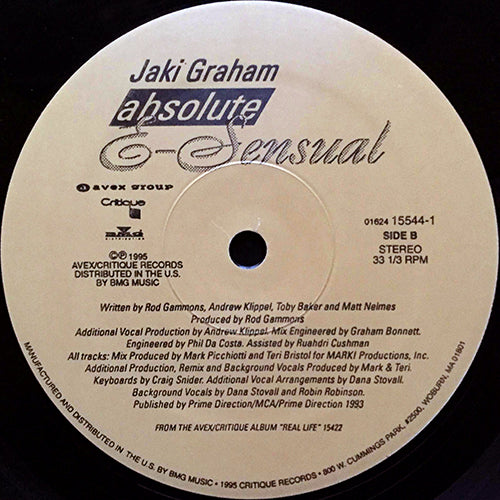 Jaki Graham
absolute
E-Sensual
avex group
Critique
BMG
DISTRIBUTION
©℗ 1995
AVEX/CRITIQUE RECORDS
DISTRIBUTED IN THE U.S.
BY BMG MUSIC
01624 15544-1
SIDE B
STEREO
33 1/3 RPM
Written by Rod Gammons, Andrew Klippel, Toby Baker and Matt Nelmes
Produced by Rod Gammons
Additional Vocal Production by Andrew Klippel. Mix Engineered by Graham Bonnett.
Engineered by Phil Da Costa. Assisted by Ruahdri Cushman
All tracks: Mix Produced by Mark Picchiotti and Teri Bristol for MARKI Productions, Inc.
Additional Production, Remix and Background Vocals Produced by Mark & Teri.
Keyboards by Craig Snider. Additional Vocal Arrangements by Dana Stovall.
Background Vocals by Dana Stovall and Robin Robinson.
Published by Prime Direction/MCA/Prime Direction 1993
FROM THE AVEX/CRITIQUE ALBUM "REAL LIFE" 15422
MANUFACTURED AND DISTRIBUTED IN THE U.S. BY BMG MUSIC • 1995 CRITIQUE RECORDS • 800 W. CUMMINGS PARK, #2500, WOBURN, MA 01801